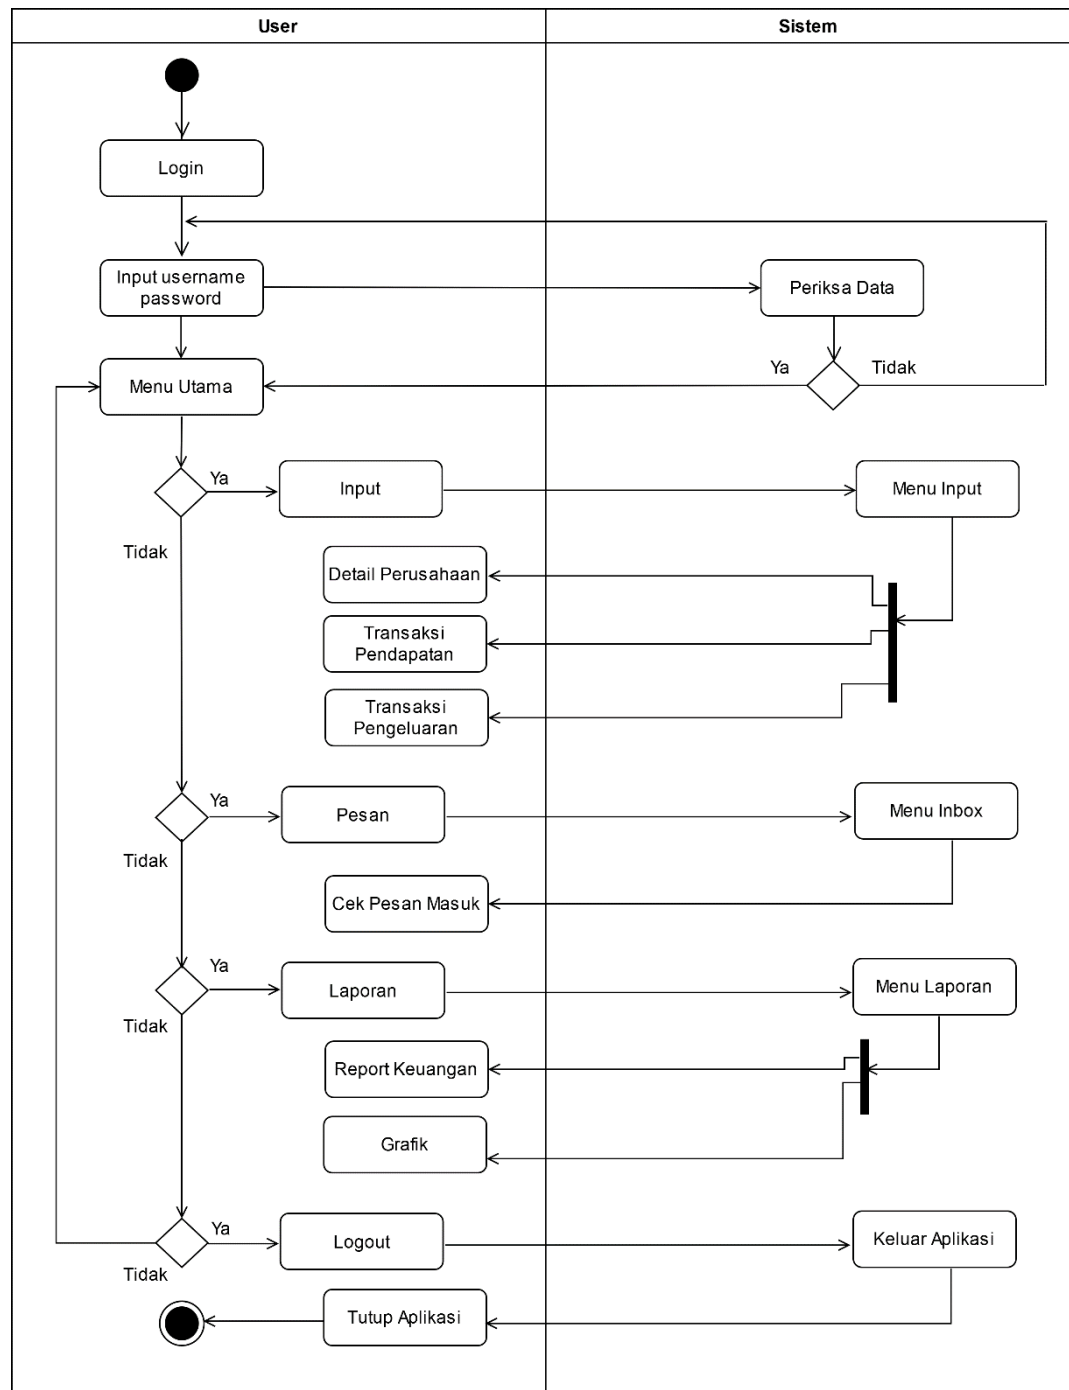 User
Sistem
Login
Input username
password
Periksa Data
Menu Utama
Ya
Tidak
Ya
Input
Menu Input
Tidak
Detail Perusahaan
Transaksi
Pendapatan
Transaksi
Pengeluaran
Ya
Pesan
Menu Inbox
Tidak
Cek Pesan Masuk
Ya
Laporan
Menu Laporan
Tidak
Report Keuangan
Grafik
Ya
Logout
Keluar Aplikasi
Tidak
Tutup Aplikasi